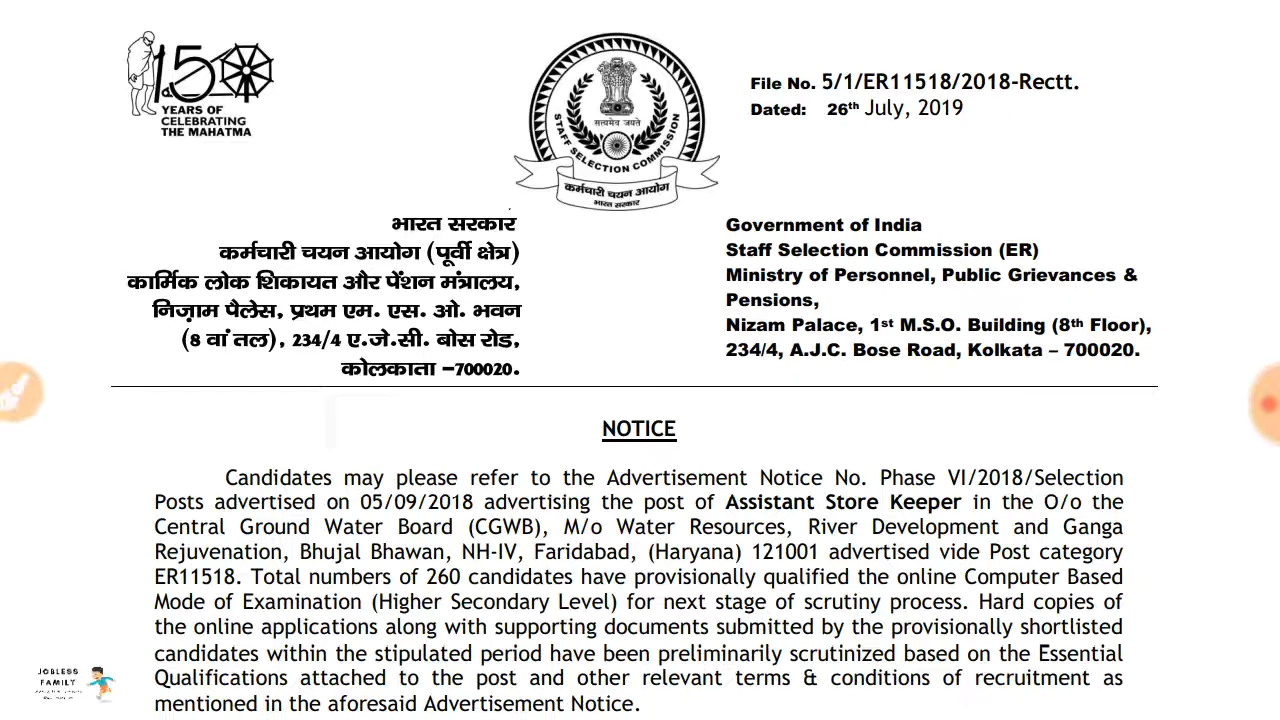 150
YEARS OF
CELEBRATING
THE MAHATMA
सत्यमेव जयते
STAFF SELECTION COMMISSION
कर्मचारी चयन आयोग
भारत सरकार
File No. 5/1/ER11518/2018-Rectt.
Dated: 26th July, 2019
भारत सरकार
कर्मचारी चयन आयोग (पूर्वी क्षेत्र)
कार्मिक लोक शिकायत और पेंशन मंत्रालय,
निज़ाम पैलेस, प्रथम एम. एस. ओ. भवन
(8 वां तल), 234/4 ए.जे.सी. बोस रोड,
कोलकाता -700020.
Government of India
Staff Selection Commission (ER)
Ministry of Personnel, Public Grievances &
Pensions,
Nizam Palace, 1st M.S.O. Building (8th Floor),
234/4, A.J.C. Bose Road, Kolkata – 700020.
NOTICE
Candidates may please refer to the Advertisement Notice No. Phase VI/2018/Selection
Posts advertised on 05/09/2018 advertising the post of Assistant Store Keeper in the O/o the
Central Ground Water Board (CGWB), M/o Water Resources, River Development and Ganga
Rejuvenation, Bhujal Bhawan, NH-IV, Faridabad, (Haryana) 121001 advertised vide Post category
ER11518. Total numbers of 260 candidates have provisionally qualified the online Computer Based
Mode of Examination (Higher Secondary Level) for next stage of scrutiny process. Hard copies of
the online applications along with supporting documents submitted by the provisionally shortlisted
candidates within the stipulated period have been preliminarily scrutinized based on the Essential
Qualifications attached to the post and other relevant terms & conditions of recruitment as
mentioned in the aforesaid Advertisement Notice.
JOBLESS
FAMILY